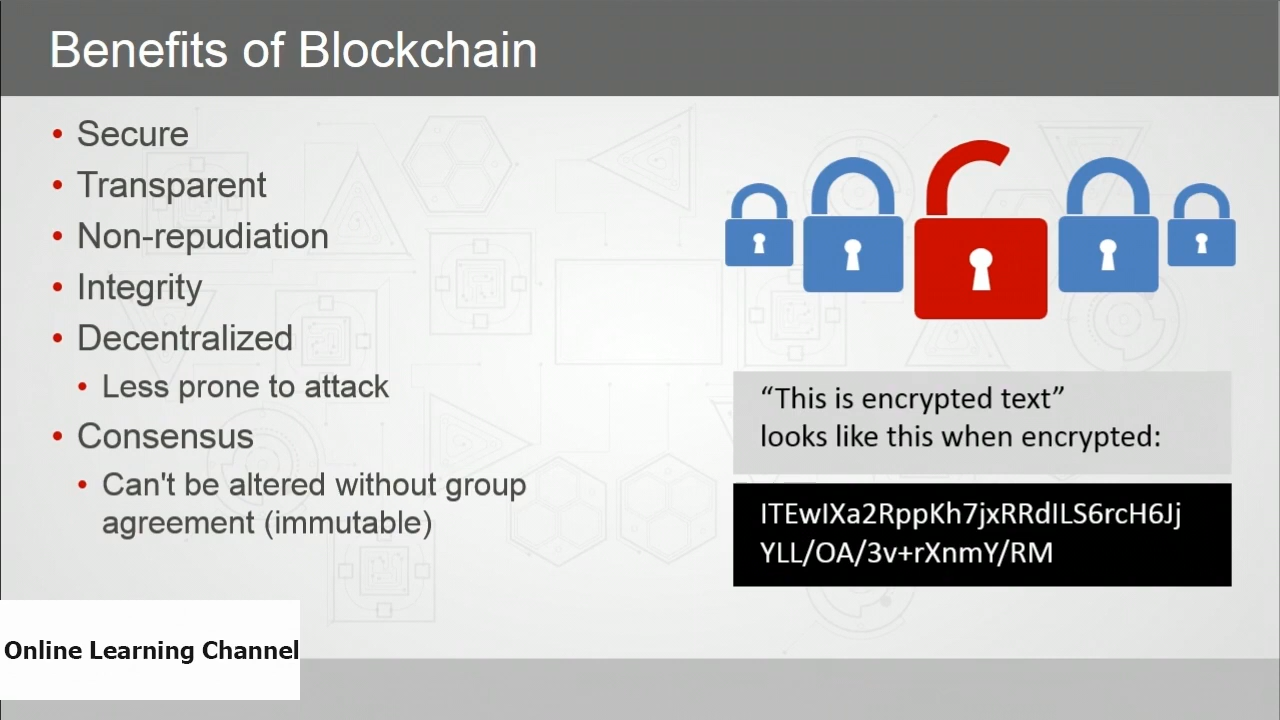 Benefits of Blockchain
• Secure
• Transparent
• Non-repudiation
• Integrity
• Decentralized
• Less prone to attack
• Consensus
• Can't be altered without group
agreement (immutable)
“This is encrypted text”
looks like this when encrypted:
ITEwIXa2RppKh7jxRRdILS6rcH6Jj
YLL/OA/3v+rXnmY/RM
Online Learning Channel